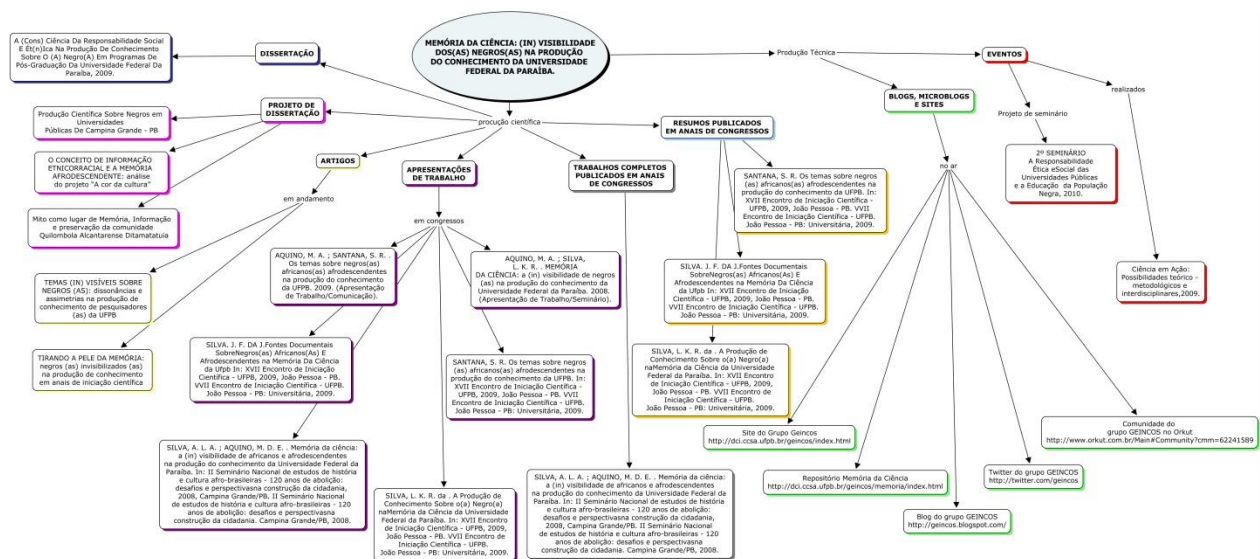 MEMÓRIA DA CIÊNCIA: (IN) VISIBILIDADE
DOS(AS) NEGROS(AS) NA PRODUÇÃO
DO CONHECIMENTO DA UNIVERSIDADE
FEDERAL DA PARAÍBA.
DISSERTAÇÃO
A (Cons) Ciência Da Responsabilidade Social
E Ét(n)Ica Na Produção De Conhecimento
Sobre O (A) Negro(A) Em Programas De
Pós-Graduação Da Universidade Federal Da
Paraíba, 2009.
PROJETO DE
DISSERTAÇÃO
Produção Científica Sobre Negros em
Universidades
Públicas De Campina Grande - PB
O CONCEITO DE INFORMAÇÃO
ETNICORRACIAL E A MEMÓRIA
AFRODESCENDENTE: análise
do projeto "A cor da cultura"
Mito como lugar de Memória, Informação
e preservação da comunidade
Quilombola Alcantarense Ditamatatuia
procução científica
ARTIGOS
em andamento
TEMAS (IN) VISÍVEIS SOBRE
NEGROS (AS): dissonâncias e
assimetrias na produção de
conhecimento de pesquisadores
(as) da UFPB
TIRANDO A PELE DA MEMÓRIA:
negros (as) invisibilizados (as)
na produção de conhecimento
em anais de iniciação científica
APRESENTAÇÕES
DE TRABALHO
em congressos
AQUINO, M. A. ; SANTANA, S. R. .
Os temas sobre negros(as)
africanos(as) afrodescendentes
na produção do conhecimento
da UFPB. 2009. (Apresentação
de Trabalho/Comunicação).
AQUINO, M. A. ; SILVA,
L. K. R. . MEMÓRIA
DA CIÊNCIA: a (in) visibilidade de negros
(as) na produção do conhecimento da
Universidade Federal da Paraíba. 2008.
(Apresentação de Trabalho/Seminário).
SILVA. J. F. DA J.Fontes Documentais
SobreNegros(as) Africanos(As) E
Afrodescendentes na Memória Da Ciência
da Ufpb In: XVII Encontro de Iniciação
Científica - UFPB, 2009, João Pessoa - PB.
VVII Encontro de Iniciação Científica - UFPB.
João Pessoa - PB: Universitária, 2009.
SANTANA, S. R. Os temas sobre negros
(as) africanos(as) afrodescendentes na
produção do conhecimento da UFPB. In:
XVII Encontro de Iniciação Científica -
UFPB, 2009, João Pessoa - PB. VVII
Encontro de Iniciação Científica - UFPB.
João Pessoa - PB: Universitária, 2009.
SILVA, A. L. A. ; AQUINO, M. D. E. . Memória da ciência:
a (in) visibilidade de africanos e afrodescendentes
na produção do conhecimento da Universidade Federal da
Paraíba. In: II Seminário Nacional de estudos de história
e cultura afro-brasileiras - 120 anos de abolição:
desafios e perspectivasna construção da cidadania,
2008, Campina Grande/PB. II Seminário Nacional
de estudos de história e cultura afro-brasileiras - 120
anos de abolição: desafios e perspectivasna
construção da cidadania. Campina Grande/PB, 2008.
SILVA, L. K. R. da . A Produção de
Conhecimento Sobre o(a) Negro(a)
naMemória da Ciência da Universidade
Federal da Paraíba. In: XVII Encontro
de Iniciação Científica - UFPB, 2009,
João Pessoa - PB. VVII Encontro de
Iniciação Científica - UFPB.
João Pessoa - PB: Universitária, 2009.
TRABALHOS COMPLETOS
PUBLICADOS EM ANAIS
DE CONGRESSOS
SILVA, A. L. A. ; AQUINO, M. D. E. . Memória da ciência:
a (in) visibilidade de africanos e afrodescendentes
na produção do conhecimento da Universidade Federal da
Paraíba. In: II Seminário Nacional de estudos de história
e cultura afro-brasileiras - 120 anos de abolição:
desafios e perspectivasna construção da cidadania,
2008, Campina Grande/PB. II Seminário Nacional
de estudos de história e cultura afro-brasileiras - 120
anos de abolição: desafios e perspectivasna
construção da cidadania. Campina Grande/PB, 2008.
RESUMOS PUBLICADOS
EM ANAIS DE CONGRESSOS
SANTANA, S. R. Os temas sobre negros
(as) africanos(as) afrodescendentes na
produção do conhecimento da UFPB.
In: XVII Encontro de Iniciação Científica -
UFPB, 2009, João Pessoa - PB. VVII
Encontro de Iniciação Científica - UFPB.
João Pessoa - PB: Universitária, 2009.
SILVA. J. F. DA J.Fontes Documentais
SobreNegros(as) Africanos(As) E
Afrodescendentes na Memória Da Ciência
da Ufpb In: XVII Encontro de Iniciação
Científica - UFPB, 2009, João Pessoa - PB.
VVII Encontro de Iniciação Científica - UFPB.
João Pessoa - PB: Universitária, 2009.
SILVA, L. K. R. da . A Produção de
Conhecimento Sobre o(a) Negro(a)
naMemória da Ciência da Universidade
Federal da Paraíba. In: XVII Encontro
de Iniciação Científica - UFPB, 2009,
João Pessoa - PB. VVII Encontro de
Iniciação Científica - UFPB.
João Pessoa - PB: Universitária, 2009.
Produção Técnica
BLOGS, MICROBLOGS
E SITES
no ar
Site do Grupo Geincos
http://dci.ccsa.ufpb.br/geincos/index.html
Repositório Memória da Ciência
http://dci.ccsa.ufpb.br/geincos/memoria/index.html
Blog do grupo GEINCOS
http://geincos.blogspot.com/
Twitter do grupo GEINCOS
http://twitter.com/geincos
Comunidade do
grupo GEINCOS no Orkut
http://www.orkut.com.br/Main#Community?cmm=62241589
EVENTOS
Projeto de seminário
2º SEMINÁRIO
A Responsabilidade
Ética eSocial das
Universidades Públicas
e a Educação da População
Negra, 2010.
realizados
Ciência em Ação:
Possibilidades teórico -
metodológicos e
interdisciplinares,2009.